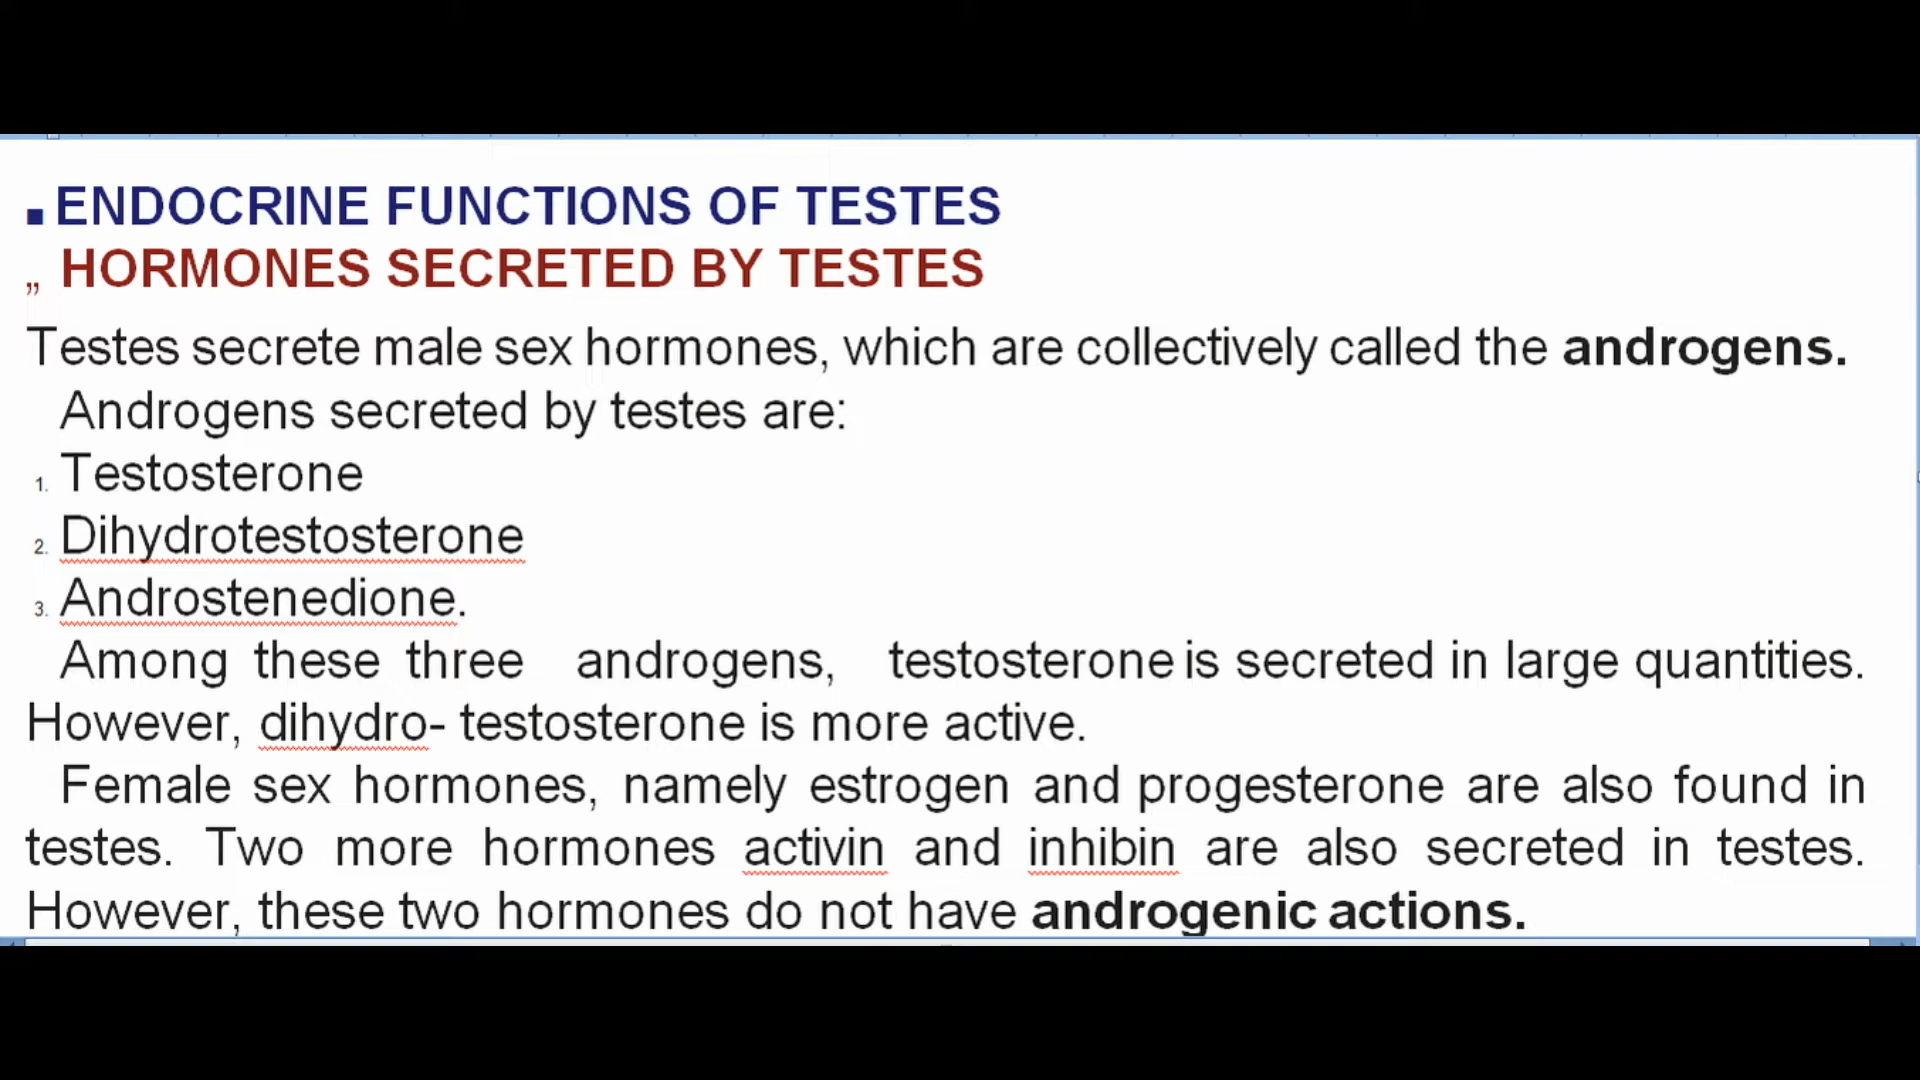 ■ ENDOCRINE FUNCTIONS OF TESTES
„ HORMONES SECRETED BY TESTES
Testes secrete male sex hormones, which are collectively called the androgens.
Androgens secreted by testes are:
1. Testosterone
2. Dihydrotestosterone
3. Androstenedione.
Among these three androgens, testosterone is secreted in large quantities.
However, dihydro- testosterone is more active.
Female sex hormones, namely estrogen and progesterone are also found in
testes. Two more hormones activin and inhibin are also secreted in testes.
However, these two hormones do not have androgenic actions.